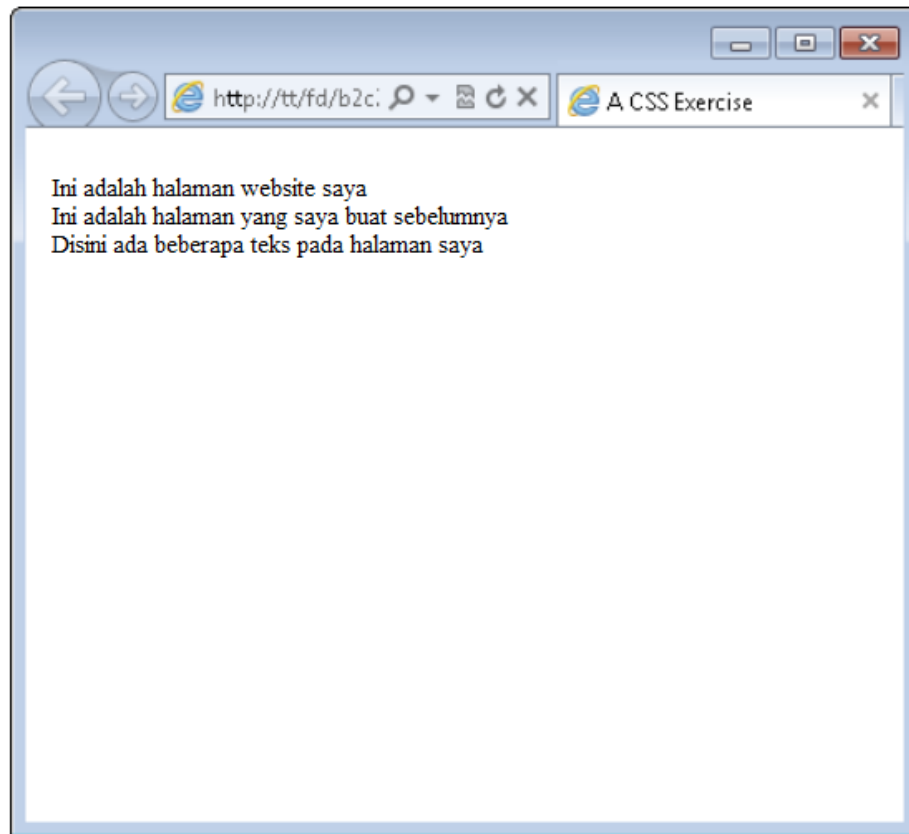 http://tt/fd/b2c
A CSS Exercise
Ini adalah halaman website saya
Ini adalah halaman yang saya buat sebelumnya
Disini ada beberapa teks pada halaman saya